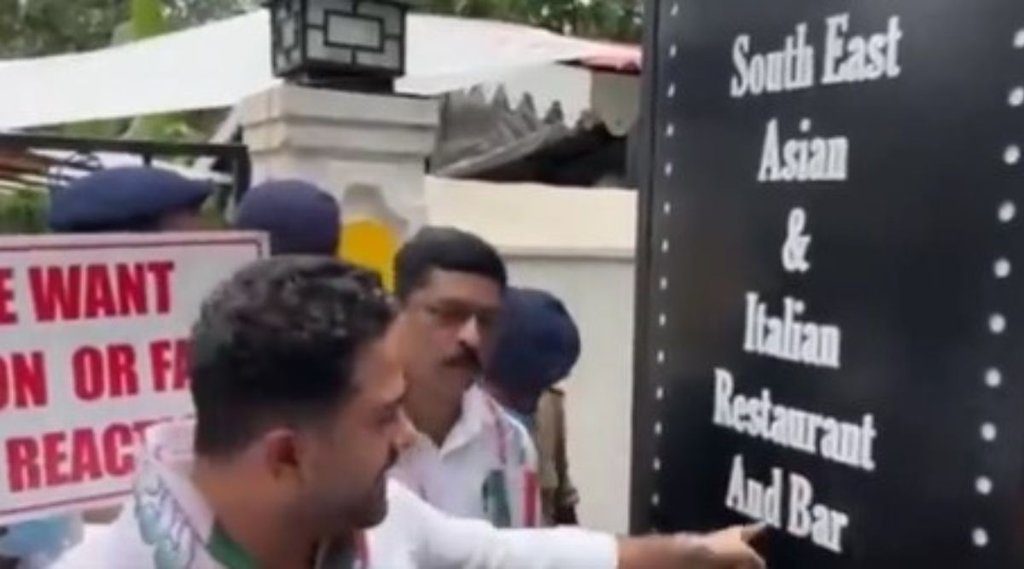 E WANT
ON OR FA
REACT
South East
Asian
&
Italian
Restaurant
And Bar